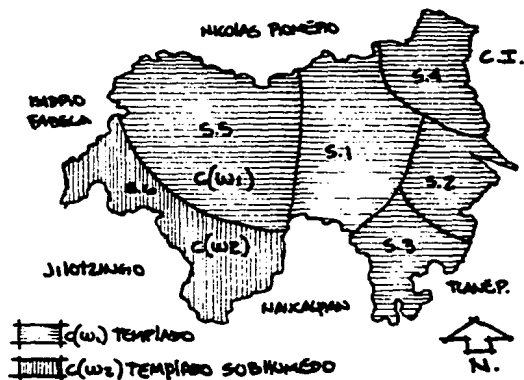 NICOLAS ROMERO
C.I.
S.4
ISIDRO
FABELA
S.5
S.1
C(W1)
S.2
C(W2)
S.3
JILOTZINGO
NAUCALPAN
TLANEP.
C(W1) TEMPLADO
C(W2) TEMPLADO SUBHUMEDO
N.